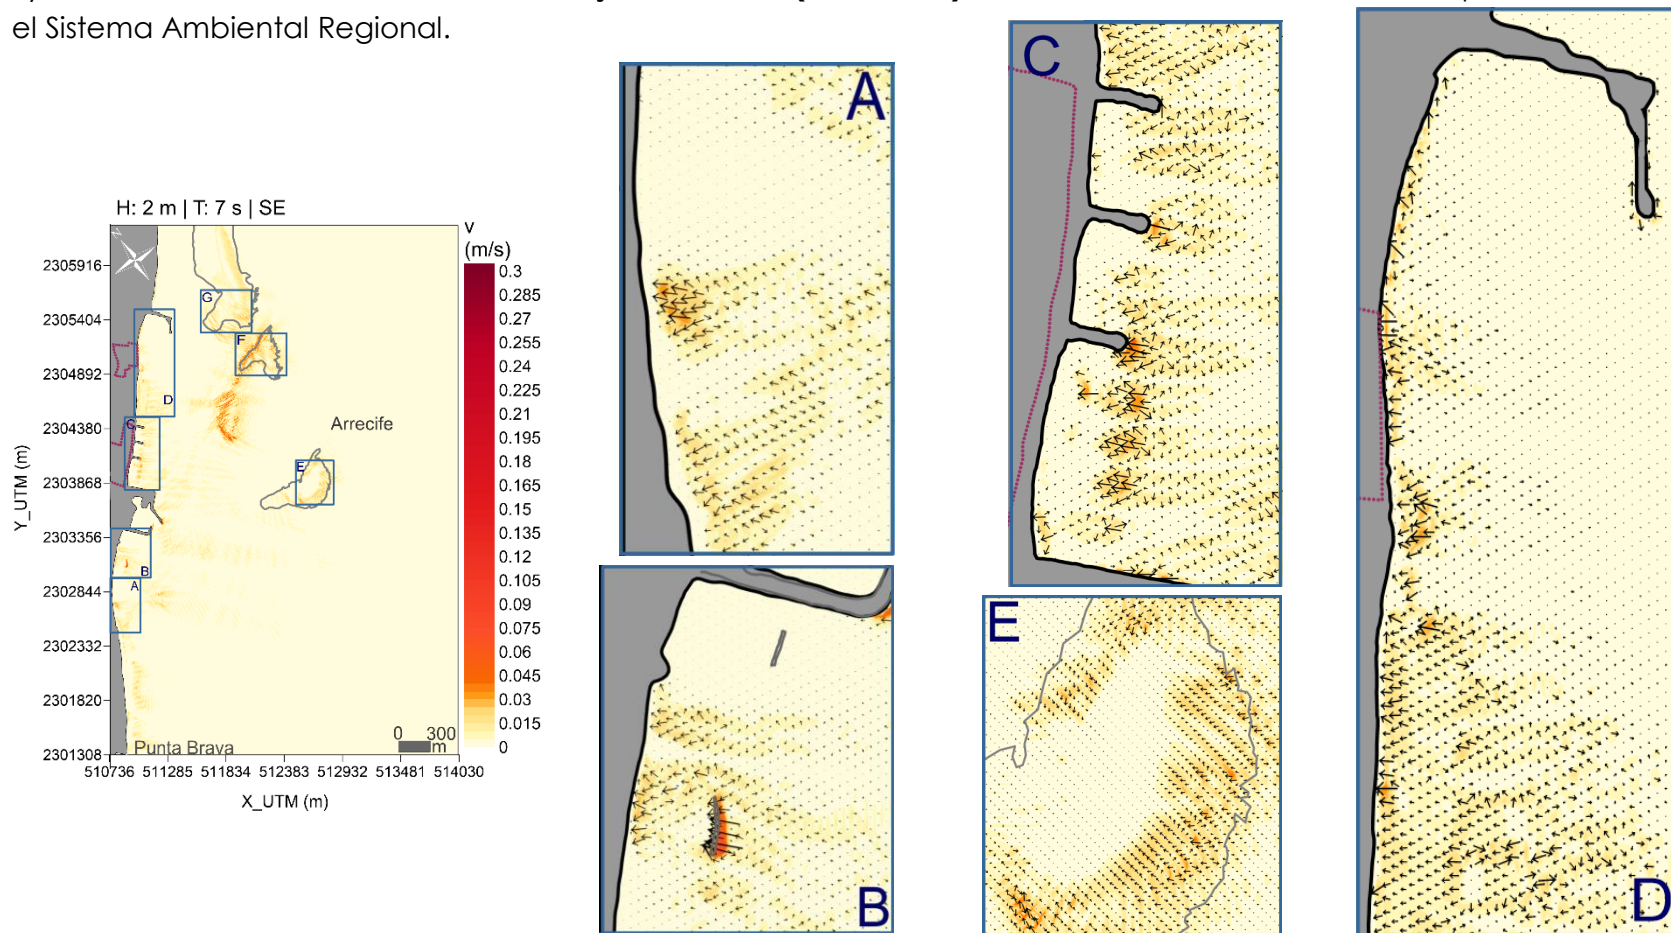 el Sistema Ambiental Regional.
H: 2 m | T: 7 s | SE
v
(m/s)
0.3
0.285
0.27
0.255
0.24
0.225
0.21
0.195
0.18
0.165
0.15
0.135
0.12
0.105
0.09
0.075
0.06
0.045
0.03
0.015
0
2305916
2305404
2304892
2304380
2303868
2303356
2302844
2302332
2301820
2301308
Y_UTM (m)
G
F
D
C
E
B
A
Arrecife
Punta Brava
0 300
m
510736 511285 511834 512383 512932 513481 514030
X_UTM (m)
A
B
C
E
D